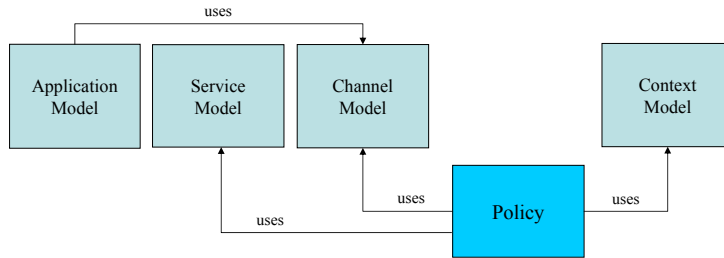 uses
Application
Model
Service
Model
Channel
Model
Context
Model
uses
Policy
uses
uses